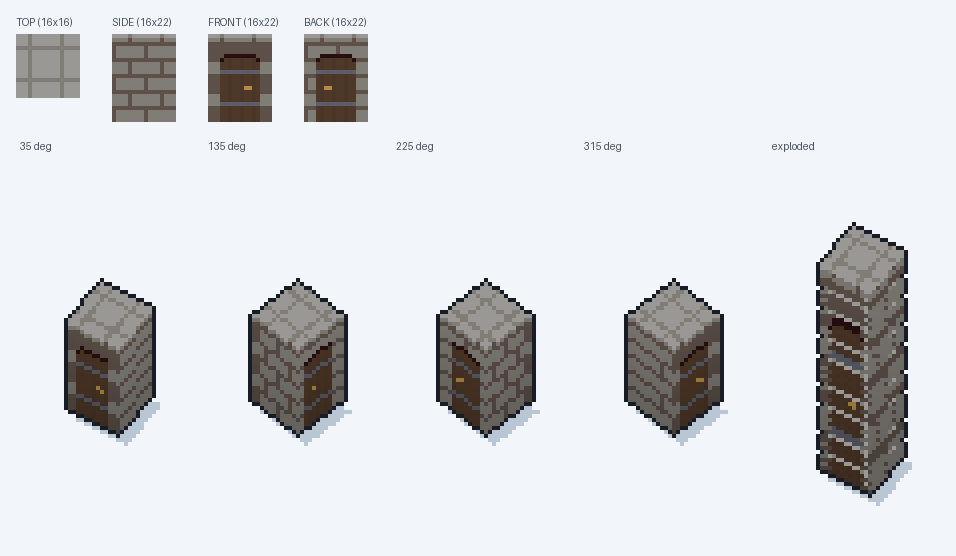 TOP (16x16)
SIDE (16x22)
FRONT (16x22)
BACK (16x22)
35 deg
135 deg
225 deg
315 deg
exploded